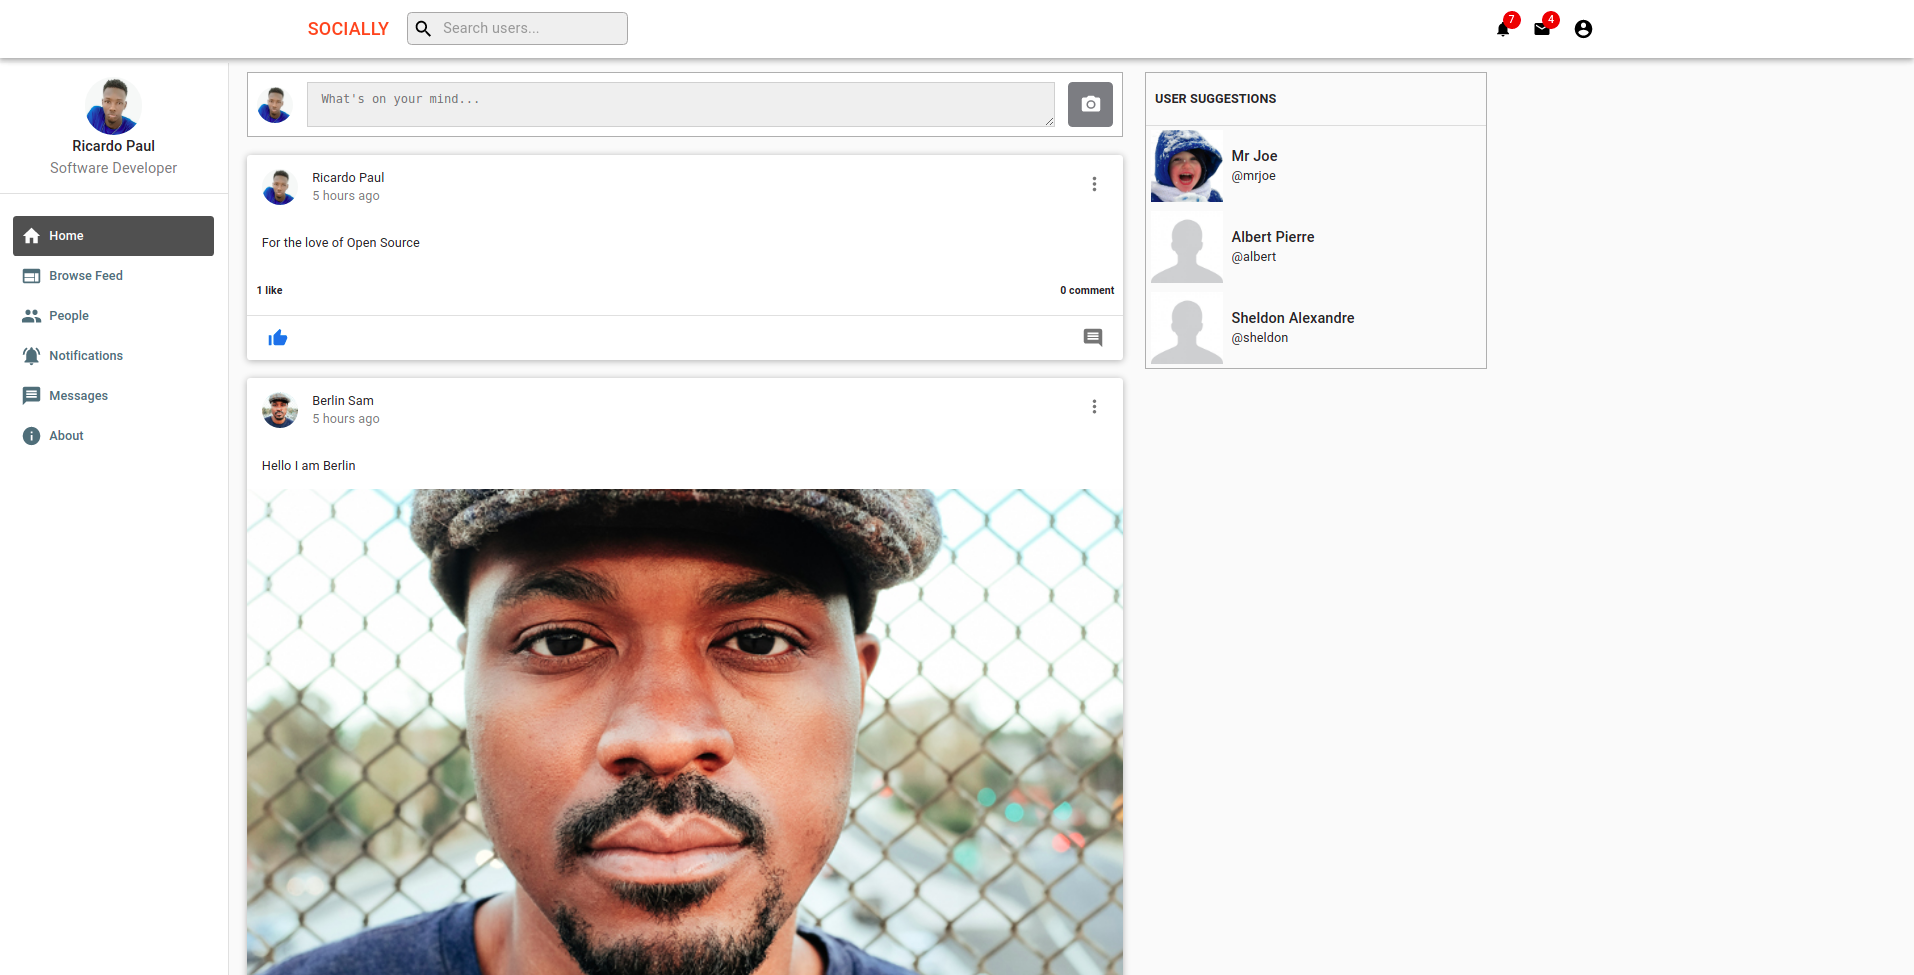 SOCIALLY
Search users...
7
4
Ricardo Paul
Software Developer
Home
Browse Feed
People
Notifications
Messages
About
What's on your mind...
Ricardo Paul
5 hours ago
For the love of Open Source
1 like
0 comment
Berlin Sam
5 hours ago
Hello I am Berlin
USER SUGGESTIONS
Mr Joe
@mrjoe
Albert Pierre
@albert
Sheldon Alexandre
@sheldon